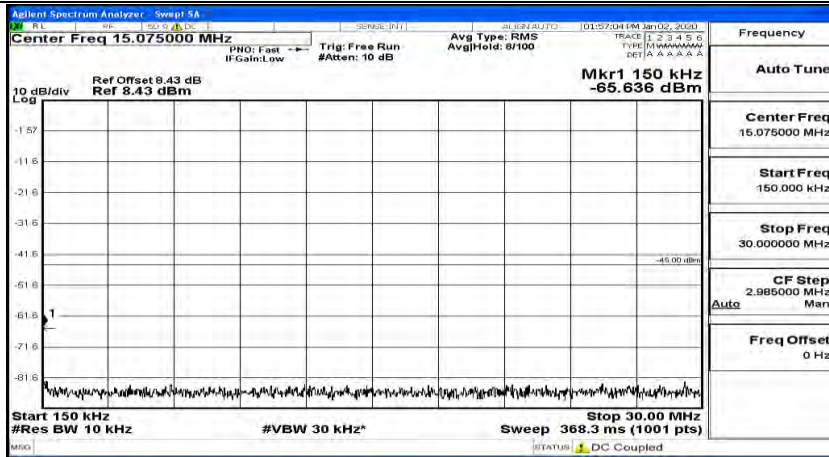 Agilent Spectrum Analyzer - Swept SA
RL RF 50 Ω DC SENSE:INT ALIGN AUTO 01:57:04 PM Jan 02, 2020
Center Freq 15.075000 MHz
PNO: Fast
IFGain:Low
Trig: Free Run
#Atten: 10 dB
Avg Type: RMS
Avg|Hold: 8/100
TRACE 1 2 3 4 5 6
TYPE M
DET A A A A A A
Ref Offset 8.43 dB
10 dB/div Ref 8.43 dBm
Log
Mkr1 150 kHz
-65.636 dBm
-1.57
-11.6
-21.6
-31.6
-41.6
-45.00 dBm
-51.6
-61.6
1
-71.6
-81.6
Start 150 kHz Stop 30.00 MHz
#Res BW 10 kHz #VBW 30 kHz* Sweep 368.3 ms (1001 pts)
MSG STATUS DC Coupled
Frequency
Auto Tune
Center Freq
15.075000 MHz
Start Freq
150.000 kHz
Stop Freq
30.000000 MHz
CF Step
2.985000 MHz
Auto Man
Freq Offset
0 Hz